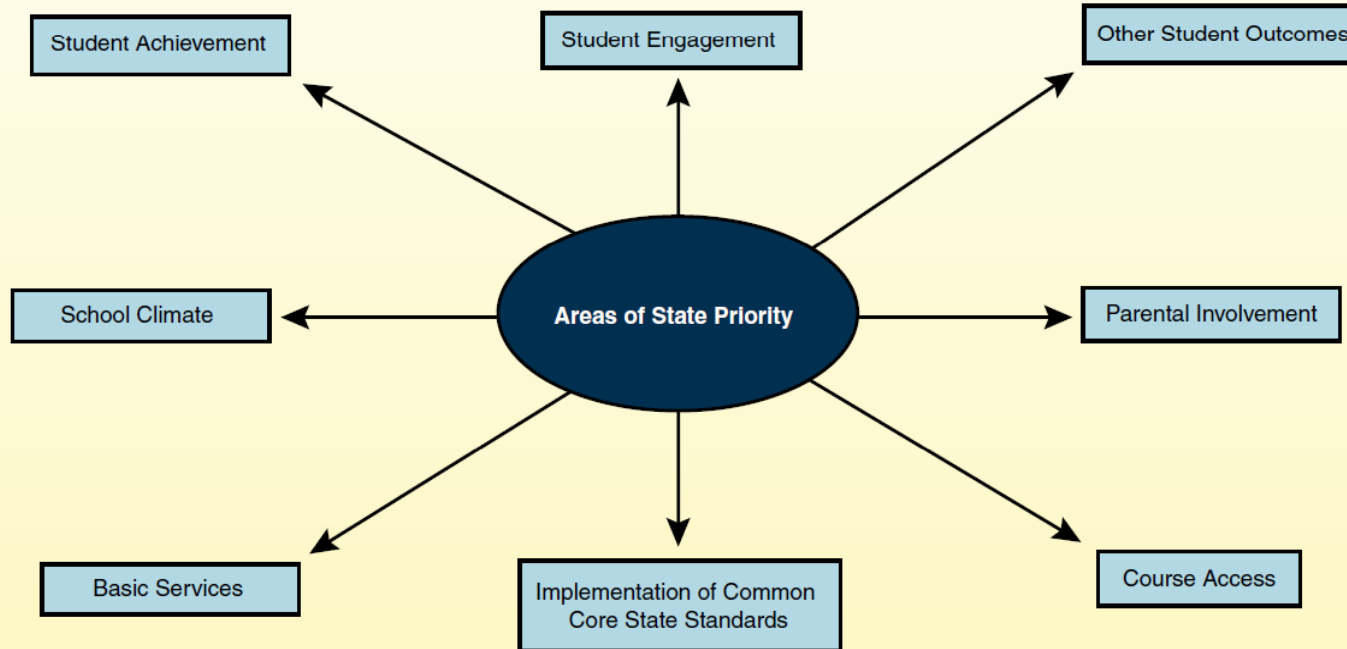 Student Achievement
Student Engagement
Other Student Outcomes
School Climate
Areas of State Priority
Parental Involvement
Basic Services
Implementation of Common
Core State Standards
Course Access